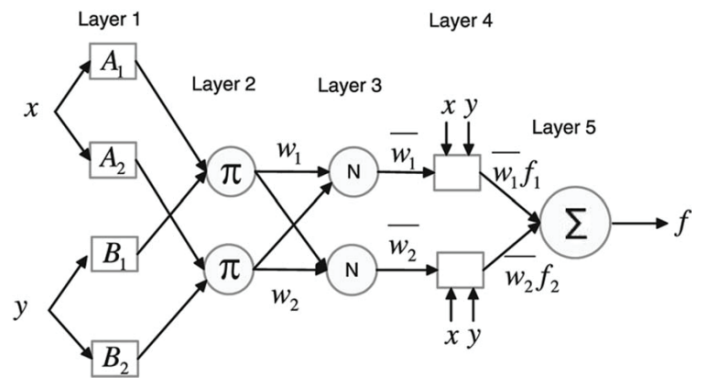 Layer 1
Layer 4
A₁
Layer 2
Layer 3
x
x y
Layer 5
A₂
w₁
w̅₁
w̅₁f₁
π
N
Σ
f
B₁
w̅₂
π
N
w̅₂f₂
y
w₂
x y
B₂